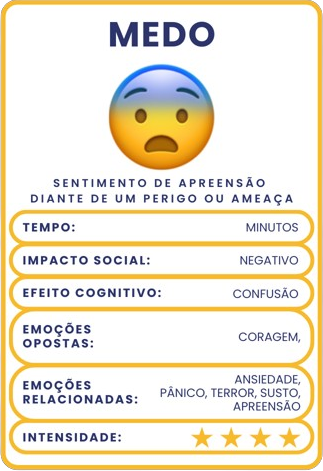 MEDO
SENTIMENTO DE APREENSÃO
DIANTE DE UM PERIGO OU AMEAÇA
TEMPO: MINUTOS
IMPACTO SOCIAL: NEGATIVO
EFEITO COGNITIVO: CONFUSÃO
EMOÇÕES
OPOSTAS:
CORAGEM,
EMOÇÕES
RELACIONADAS:
ANSIEDADE,
PÂNICO, TERROR, SUSTO,
APREENSÃO
INTENSIDADE: